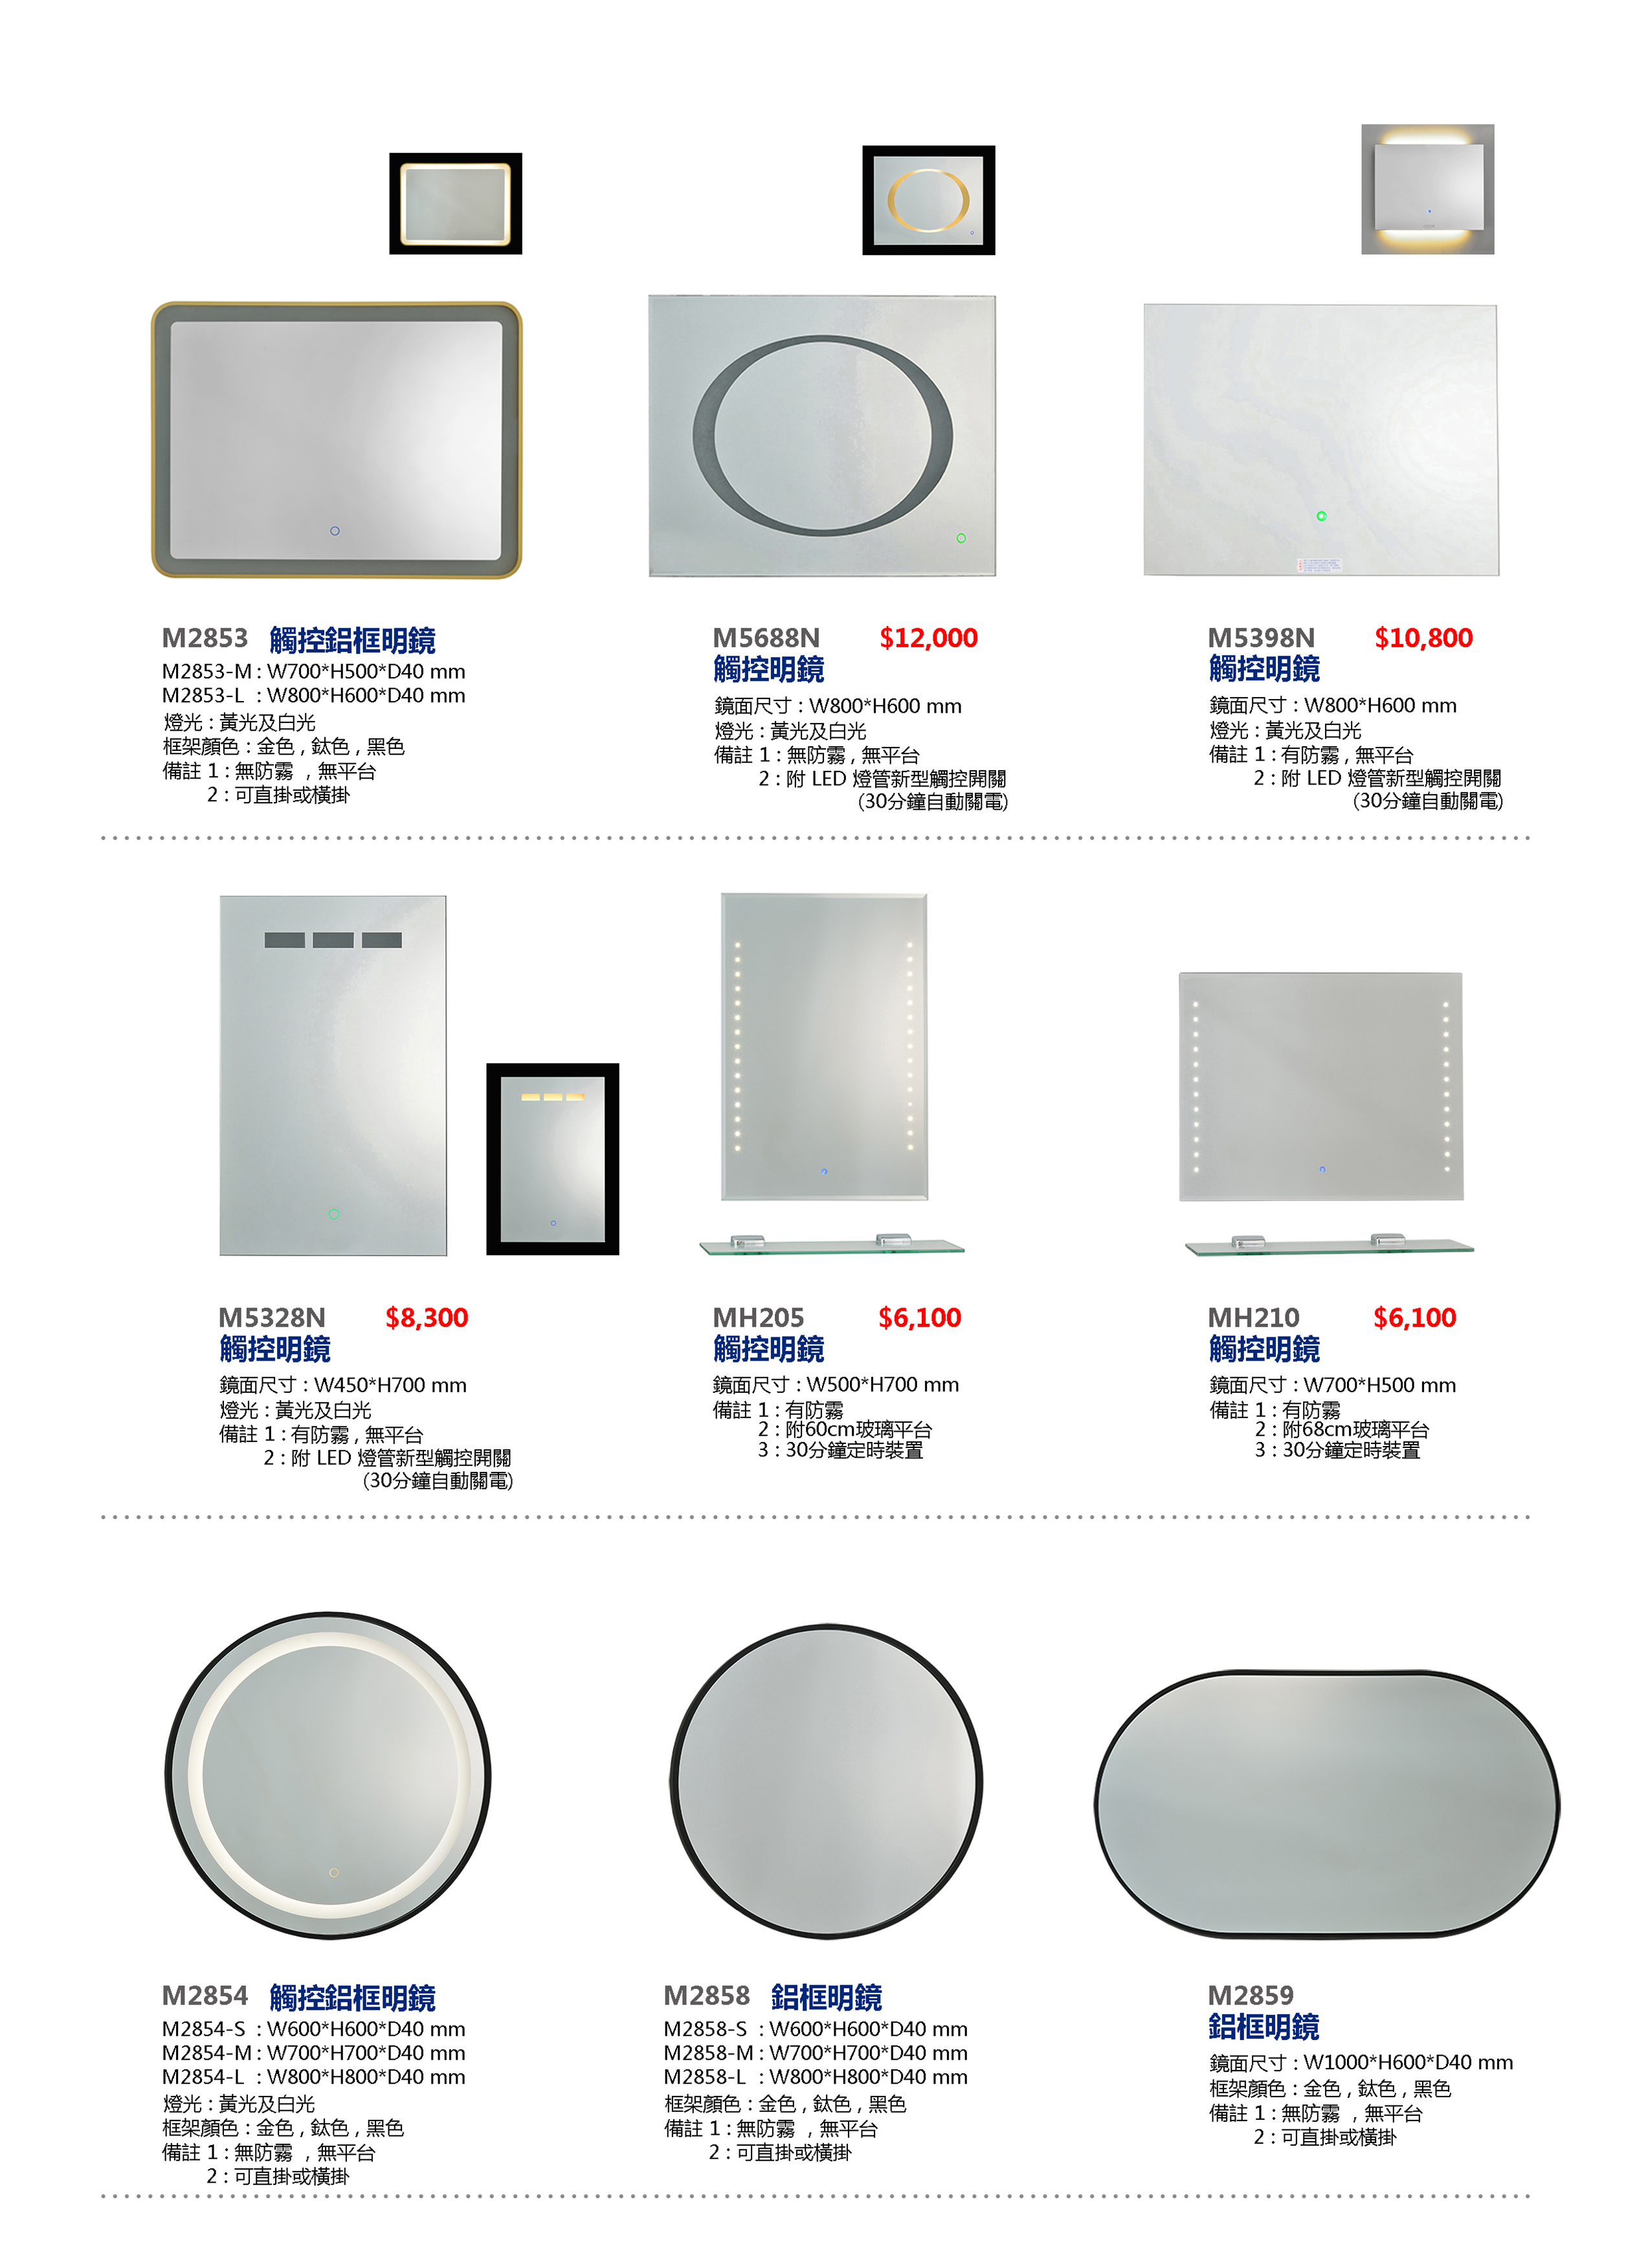 M2853 觸控鋁框明鏡
M2853-M : W700*H500*D40 mm
M2853-L : W800*H600*D40 mm
燈光 : 黃光及白光
框架顏色 : 金色 , 鈦色 , 黑色
備註 1 : 無防霧 , 無平台
2 : 可直掛或橫掛
M5688N $12,000
觸控明鏡
鏡面尺寸 : W800*H600 mm
燈光 : 黃光及白光
備註 1 : 無防霧 , 無平台
2 : 附 LED 燈管新型觸控開關
(30分鐘自動關電)
M5398N $10,800
觸控明鏡
鏡面尺寸 : W800*H600 mm
燈光 : 黃光及白光
備註 1 : 有防霧 , 無平台
2 : 附 LED 燈管新型觸控開關
(30分鐘自動關電)
M5328N $8,300
觸控明鏡
鏡面尺寸 : W450*H700 mm
燈光 : 黃光及白光
備註 1 : 有防霧 , 無平台
2 : 附 LED 燈管新型觸控開關
(30分鐘自動關電)
MH205 $6,100
觸控明鏡
鏡面尺寸 : W500*H700 mm
備註 1 : 有防霧
2 : 附60cm玻璃平台
3 : 30分鐘定時裝置
MH210 $6,100
觸控明鏡
鏡面尺寸 : W700*H500 mm
備註 1 : 有防霧
2 : 附68cm玻璃平台
3 : 30分鐘定時裝置
M2854 觸控鋁框明鏡
M2854-S : W600*H600*D40 mm
M2854-M : W700*H700*D40 mm
M2854-L : W800*H800*D40 mm
燈光 : 黃光及白光
框架顏色 : 金色 , 鈦色 , 黑色
備註 1 : 無防霧 , 無平台
2 : 可直掛或橫掛
M2858 鋁框明鏡
M2858-S : W600*H600*D40 mm
M2858-M : W700*H700*D40 mm
M2858-L : W800*H800*D40 mm
框架顏色 : 金色 , 鈦色 , 黑色
備註 1 : 無防霧 , 無平台
2 : 可直掛或橫掛
M2859
鋁框明鏡
鏡面尺寸 : W1000*H600*D40 mm
框架顏色 : 金色 , 鈦色 , 黑色
備註 1 : 無防霧 , 無平台
2 : 可直掛或橫掛